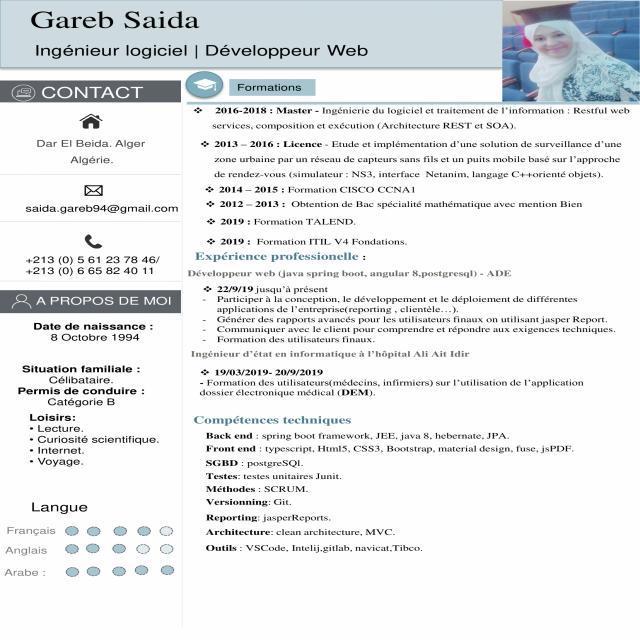 Gareb Saida
Ingénieur logiciel | Développeur Web
CONTACT
Dar El Beida. Alger
Algérie.
saida.gareb94@gmail.com
+213 (0) 5 61 23 78 46/
+213 (0) 6 65 82 40 11
A PROPOS DE MOI
Date de naissance :
8 Octobre 1994
Situation familiale :
Célibataire.
Permis de conduire :
Catégorie B
Loisirs:
• Lecture.
• Curiosité scientifique.
• Internet.
• Voyage.
Langue
Français
Anglais
Arabe :
Formations
❖ 2016-2018 : Master - Ingénierie du logiciel et traitement de l'information : Restful web
services, composition et exécution (Architecture REST et SOA).
❖ 2013 – 2016 : Licence - Etude et implémentation d'une solution de surveillance d'une
zone urbaine par un réseau de capteurs sans fils et un puits mobile basé sur l'approche
de rendez-vous (simulateur : NS3, interface Netanim, langage C++orienté objets).
❖ 2014 – 2015 : Formation CISCO CCNA1
❖ 2012 – 2013 : Obtention de Bac spécialité mathématique avec mention Bien
❖ 2019 : Formation TALEND.
❖ 2019 : Formation ITIL V4 Fondations.
Expérience professionelle :
Développeur web (java spring boot, angular 8,postgresql) - ADE
❖ 22/9/19 jusqu'à présent
- Participer à la conception, le développement et le déploiement de différentes
applications de l'entreprise(reporting , clientèle…).
- Générer des rapports avancés pour les utilisateurs finaux on utilisant jasper Report.
- Communiquer avec le client pour comprendre et répondre aux exigences techniques.
- Formation des utilisateurs finaux.
Ingénieur d'état en informatique à l'hôpital Ali Ait Idir
❖ 19/03/2019- 20/9/2019
- Formation des utilisateurs(médecins, infirmiers) sur l'utilisation de l'application
dossier électronique médical (DEM).
Compétences techniques
Back end : spring boot framework, JEE, java 8, hebernate, JPA.
Front end : typescript, Html5, CSS3, Bootstrap, material design, fuse, jsPDF.
SGBD : postgreSQl.
Testes: testes unitaires Junit.
Méthodes : SCRUM.
Versionning: Git.
Reporting: jasperReports.
Architecture: clean architecture, MVC.
Outils : VSCode, Intelij,gitlab, navicat,Tibco.